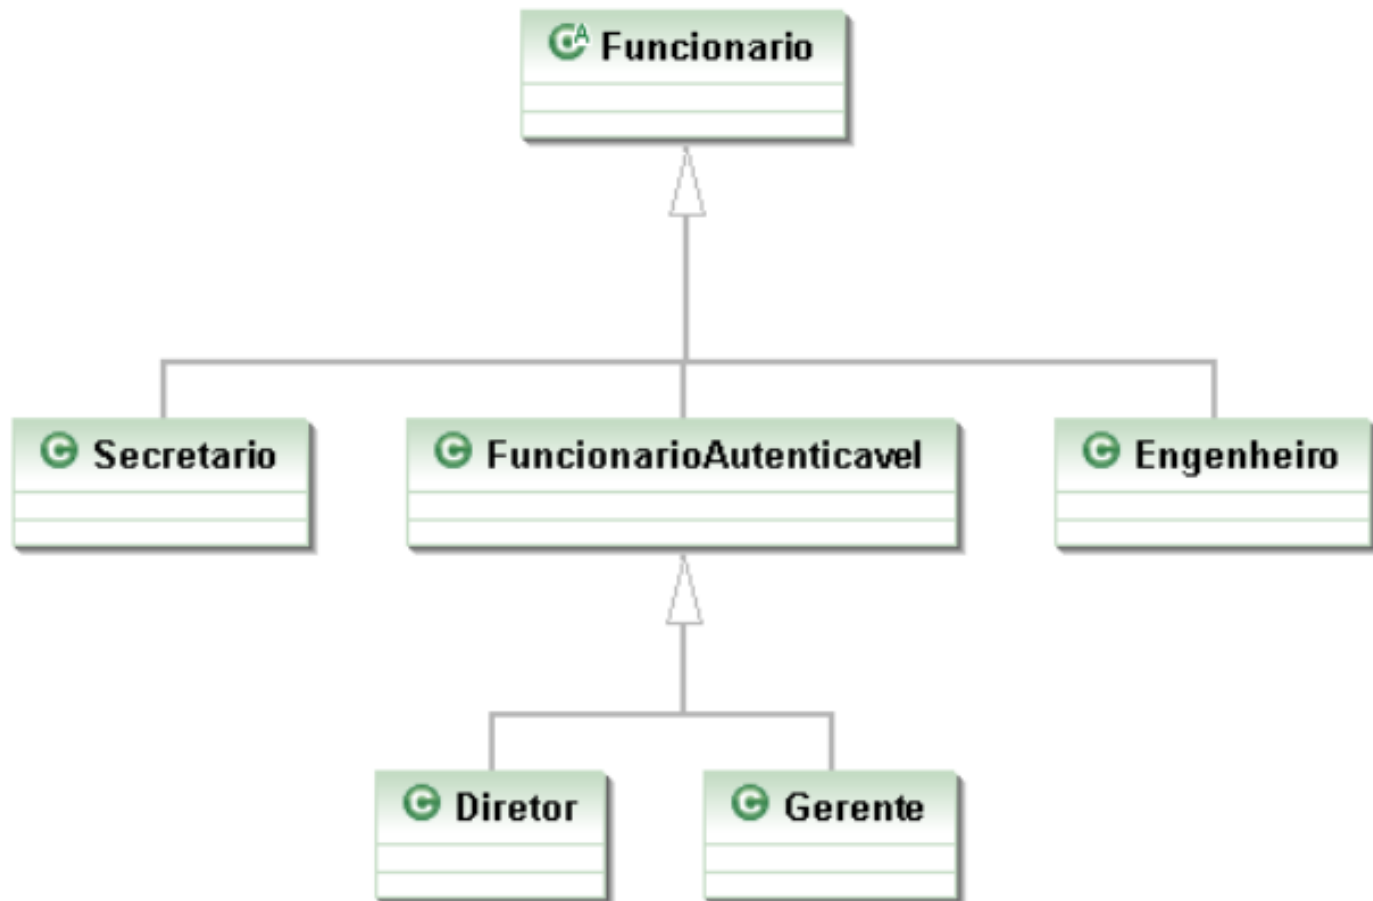 Funcionario
Secretario
FuncionarioAutenticavel
Engenheiro
Diretor
Gerente